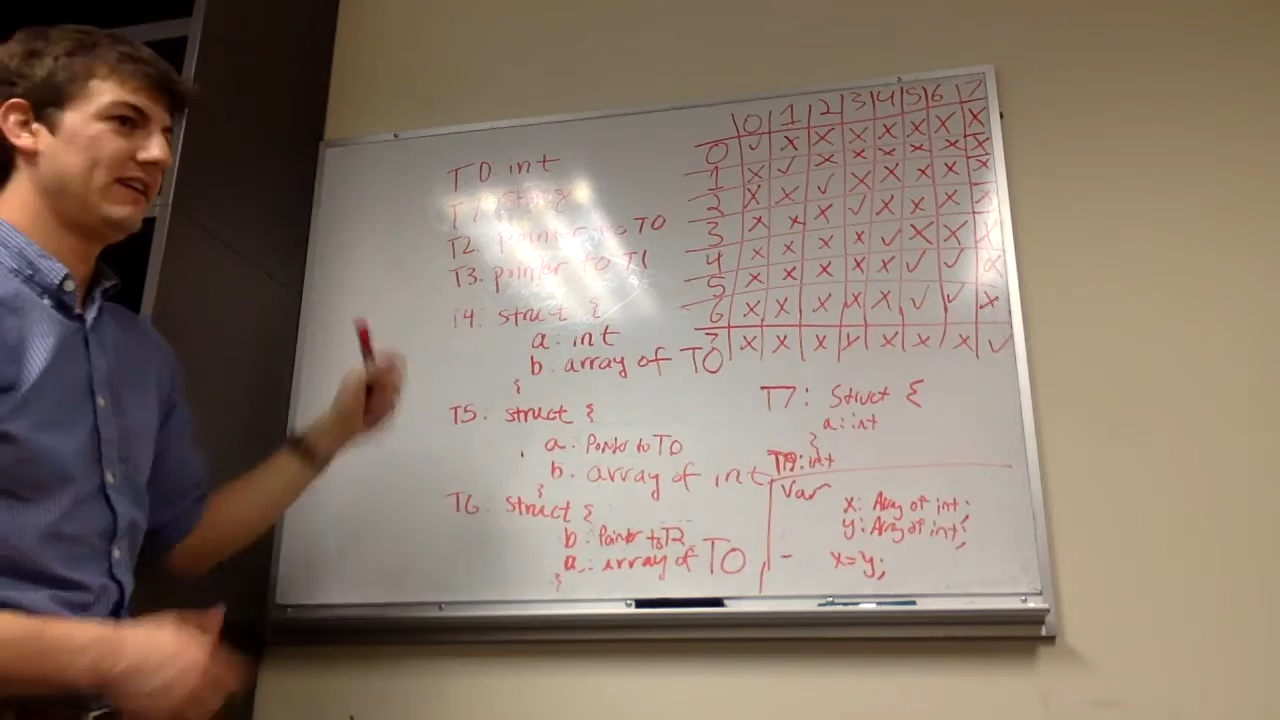 T0: int
T1: string
T2: pointer to T0
T3: pointer to T1
T4: struct {
a: int
b: array of T0
}
T5: struct {
a: Pointer to T0
b: array of int
}
T6: struct {
b: Pointer to T2
a: array of T0
}
0 1 2 3 4 5 6 7
0 ✓ X X X X X X X
1 X ✓ X X X X X X
2 X X ✓ X X X X X
3 X X X ✓ X X X X
4 X X X X ✓ X X X
5 X X X X X ✓ ✓ X
6 X X X X X ✓ ✓ X
7 X X X X X X X ✓
T7: Struct {
a: int
}
: int
Var
x: Array of int;
y: Array of int;
- x=y;